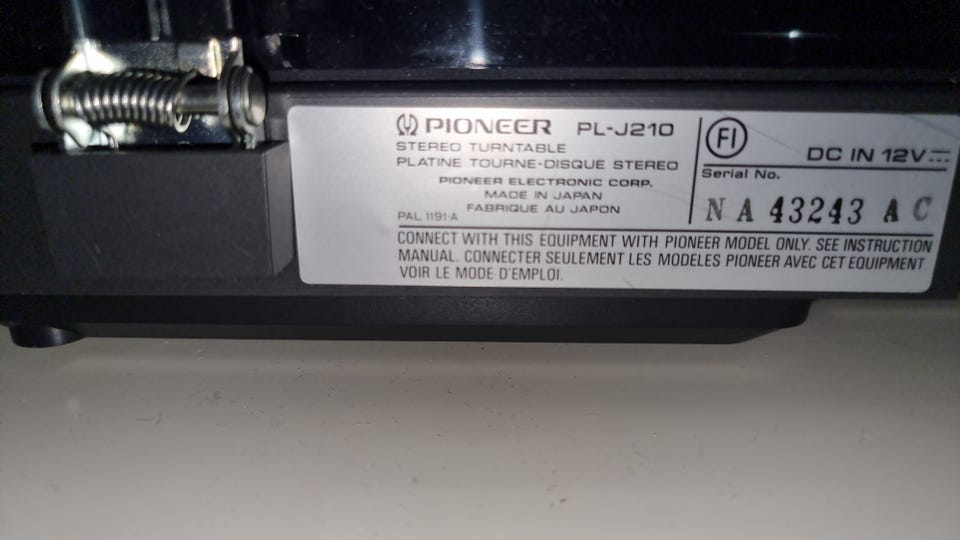 PIONEER PL-J210
STEREO TURNTABLE
PLATINE TOURNE-DISQUE STEREO
PIONEER ELECTRONIC CORP.
MADE IN JAPAN
FABRIQUE AU JAPON
PAL 1191-A
FI
DC IN 12V
Serial No.
NA 43243 AC
CONNECT WITH THIS EQUIPMENT WITH PIONEER MODEL ONLY. SEE INSTRUCTION
MANUAL. CONNECTER SEULEMENT LES MODELES PIONEER AVEC CET EQUIPMENT.
VOIR LE MODE D'EMPLOI.